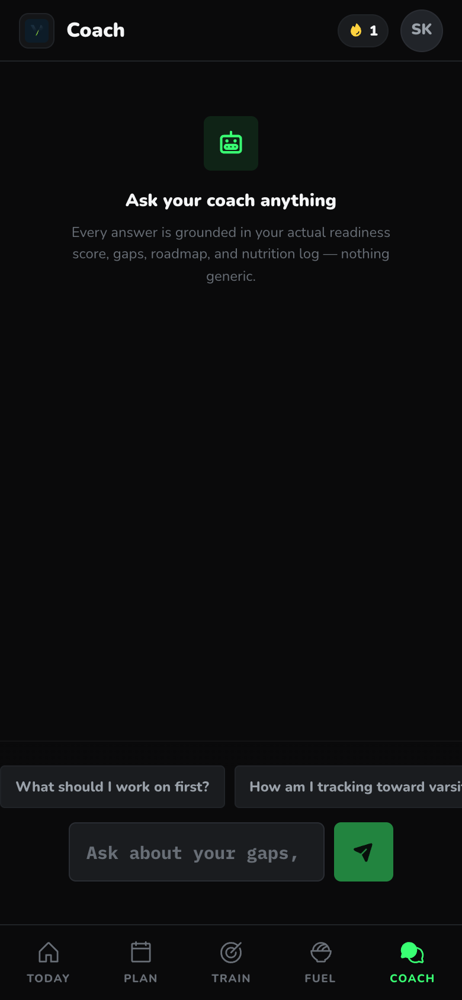 Coach
1
SK
Ask your coach anything
Every answer is grounded in your actual readiness
score, gaps, roadmap, and nutrition log — nothing
generic.
What should I work on first?
How am I tracking toward
Ask about your gaps,
TODAY
PLAN
TRAIN
FUEL
COACH